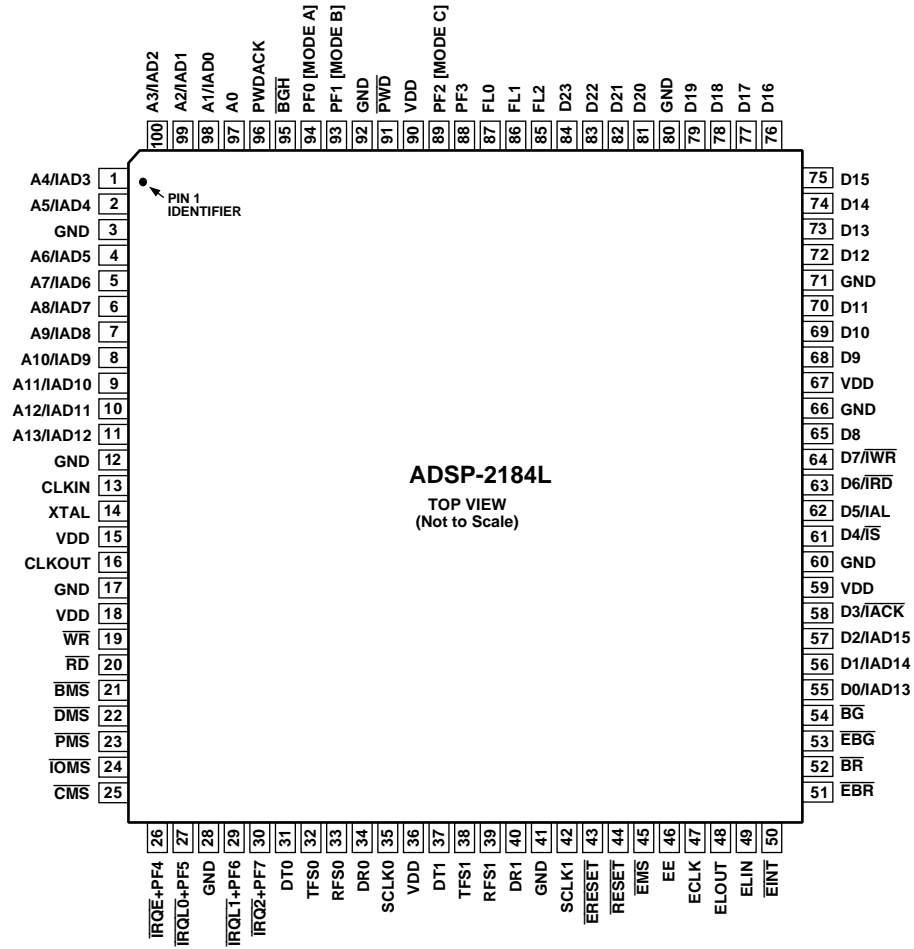 A3/IAD2
A2/IAD1
A1/IAD0
A0
PWDACK
BGH
PF0 [MODE A]
PF1 [MODE B]
GND
PWD
VDD
PF2 [MODE C]
PF3
FL0
FL1
FL2
D23
D22
D21
D20
GND
D19
D18
D17
D16
100 99 98 97 96 95 94 93 92 91 90 89 88 87 86 85 84 83 82 81 80 79 78 77 76
A4/IAD3 1
A5/IAD4 2
GND 3
A6/IAD5 4
A7/IAD6 5
A8/IAD7 6
A9/IAD8 7
A10/IAD9 8
A11/IAD10 9
A12/IAD11 10
A13/IAD12 11
GND 12
CLKIN 13
XTAL 14
VDD 15
CLKOUT 16
GND 17
VDD 18
WR 19
RD 20
BMS 21
DMS 22
PMS 23
IOMS 24
CMS 25
PIN 1
IDENTIFIER
ADSP-2184L
TOP VIEW
(Not to Scale)
75 D15
74 D14
73 D13
72 D12
71 GND
70 D11
69 D10
68 D9
67 VDD
66 GND
65 D8
64 D7/IWR
63 D6/IRD
62 D5/IAL
61 D4/IS
60 GND
59 VDD
58 D3/IACK
57 D2/IAD15
56 D1/IAD14
55 D0/IAD13
54 BG
53 EBG
52 BR
51 EBR
26 27 28 29 30 31 32 33 34 35 36 37 38 39 40 41 42 43 44 45 46 47 48 49 50
IRQE+PF4
IRQL0+PF5
GND
IRQL1+PF6
IRQ2+PF7
DT0
TFS0
RFS0
DR0
SCLK0
VDD
DT1
TFS1
RFS1
DR1
GND
SCLK1
ERESET
RESET
EMS
EE
ECLK
ELOUT
ELIN
EINT